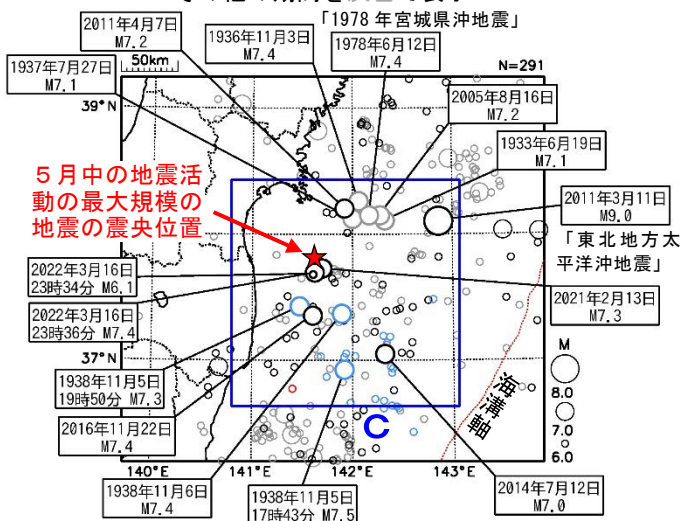 「1978 年宮城県沖地震」
2011年4月7日
M7.2
1936年11月3日
M7.4
1978年6月12日
M7.4
50km
N=291
1937年7月27日
M7.1
39°N
2005年8月16日
M7.2
1933年6月19日
M7.1
５月中の地震活
動の最大規模の
地震の震央位置
2011年3月11日
M9.0
「東北地方太
平洋沖地震」
2022年3月16日
23時34分 M6.1
2021年2月13日
M7.3
2022年3月16日
23時36分 M7.4
37°N
1938年11月5日
19時50分 M7.3
M
8.0
7.0
6.0
海溝軸
2016年11月22日
M7.4
C
140°E
141°E
142°E
143°E
1938年11月6日
M7.4
1938年11月5日
17時43分 M7.5
2014年7月12日
M7.0